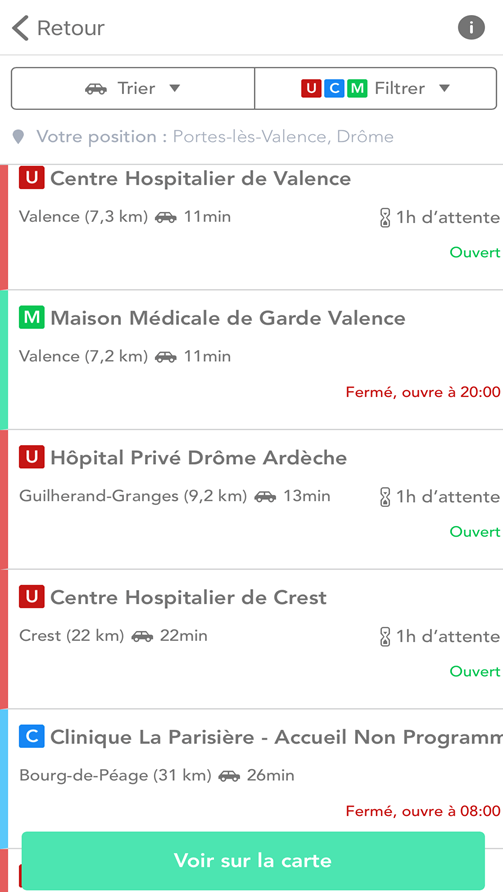 Retour
i
Trier
U C M Filtrer
Votre position : Portes-lès-Valence, Drôme
U Centre Hospitalier de Valence
Valence (7,3 km) 11min 1h d'attente
Ouvert
M Maison Médicale de Garde Valence
Valence (7,2 km) 11min
Fermé, ouvre à 20:00
U Hôpital Privé Drôme Ardèche
Guilherand-Granges (9,2 km) 13min 1h d'attente
Ouvert
U Centre Hospitalier de Crest
Crest (22 km) 22min 1h d'attente
Ouvert
C Clinique La Parisière - Accueil Non Programm
Bourg-de-Péage (31 km) 26min
Fermé, ouvre à 08:00
Voir sur la carte